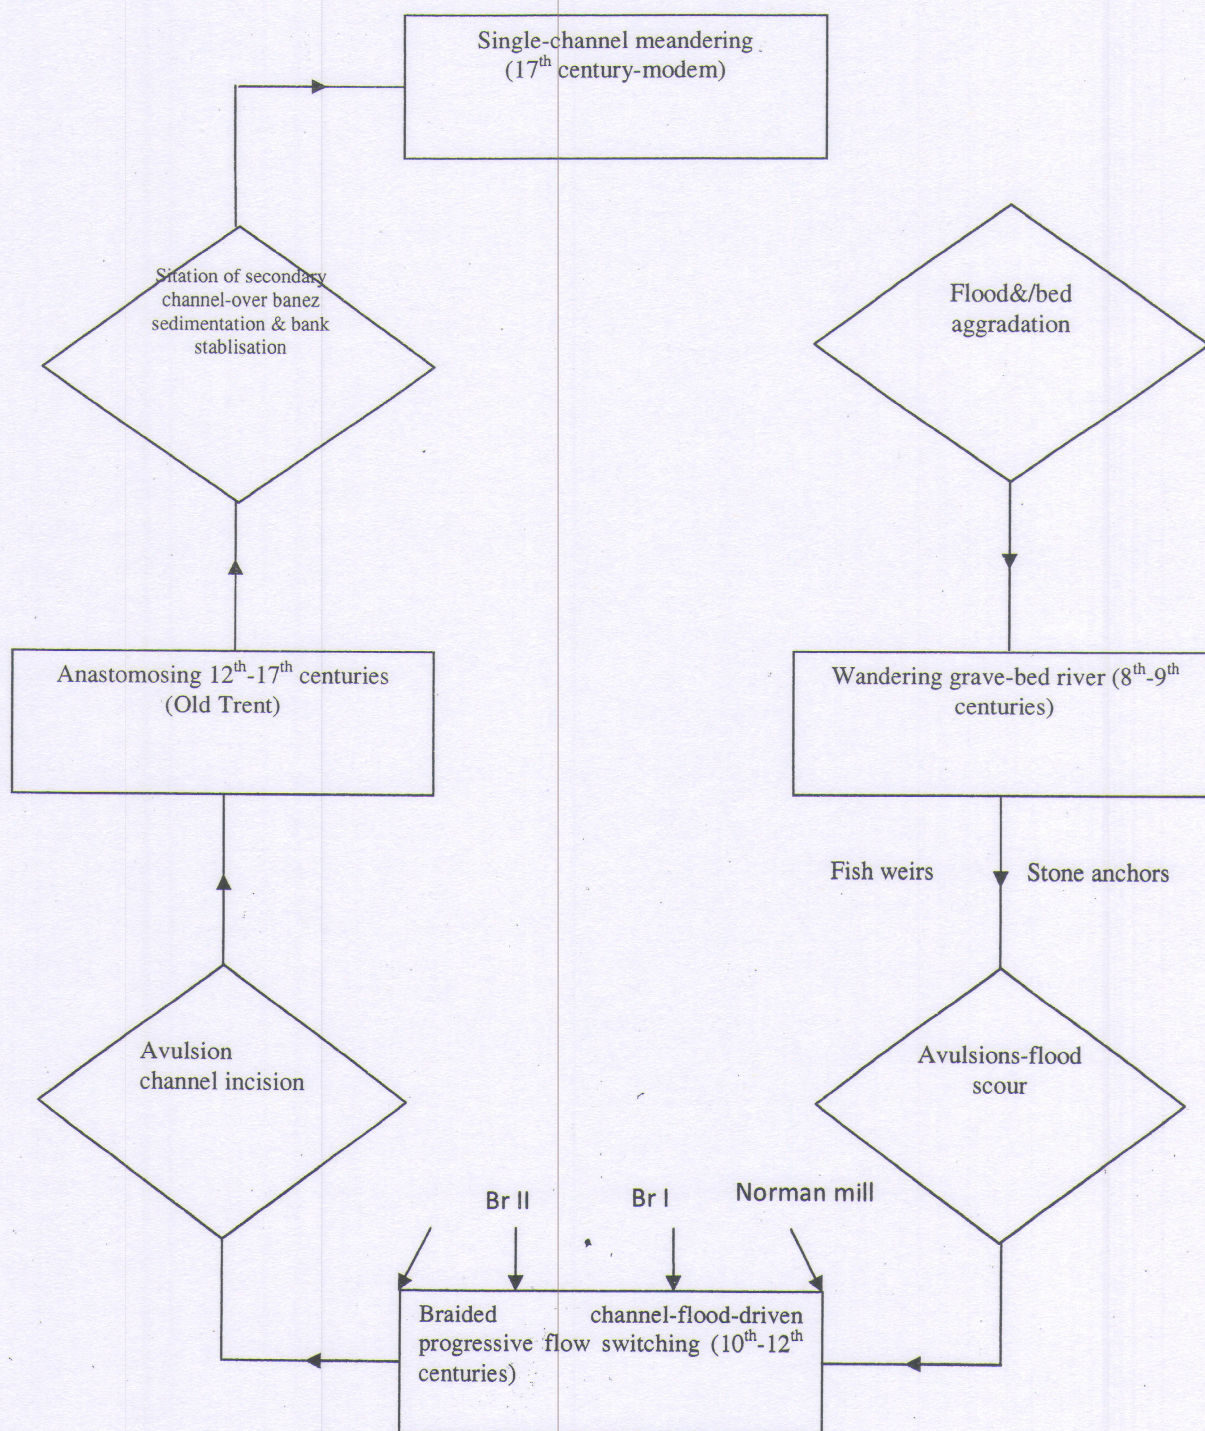 Single-channel meandering
(17th century-modem)
Sitation of secondary
channel-over banez
sedimentation & bank
stablisation
Flood&/bed
aggradation
Anastomosing 12th-17th centuries
(Old Trent)
Wandering grave-bed river (8th-9th
centuries)
Fish weirs
Stone anchors
Avulsion
channel incision
Avulsions-flood
scour
Br II
Br I
Norman mill
Braided channel-flood-driven
progressive flow switching (10th-12th
centuries)